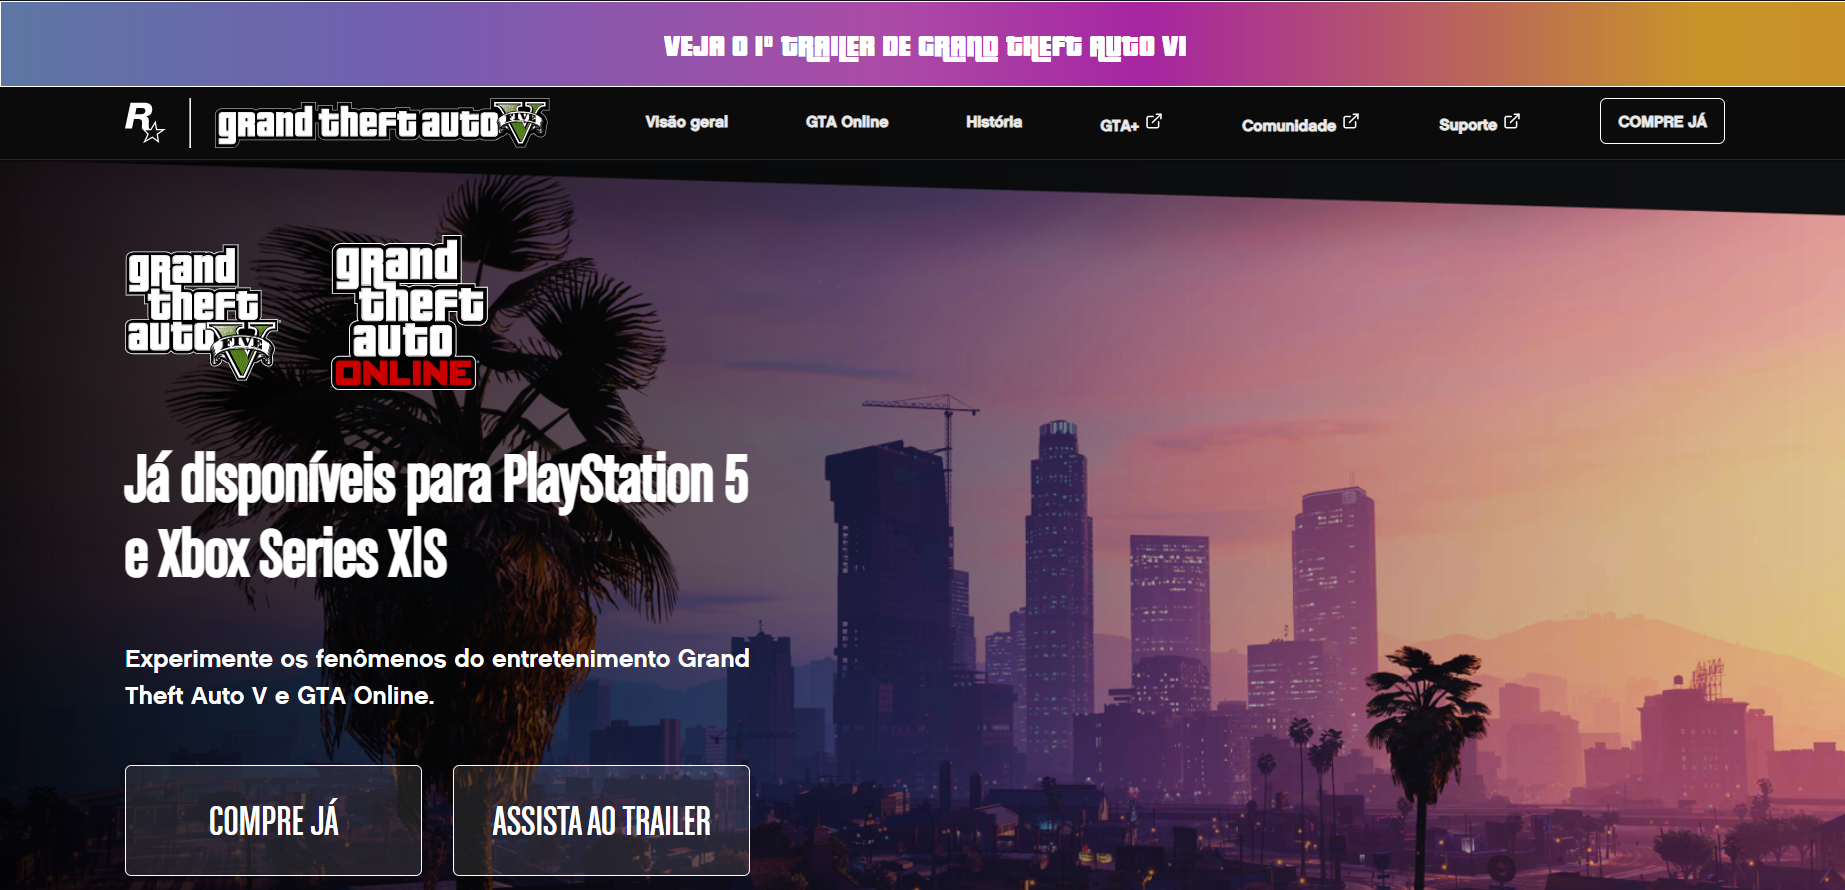 VEJA O 1º TRAILER DE GRAND THEFT AUTO VI
R
grand theft auto V
FIVE
Visão geral
GTA Online
História
GTA+
Comunidade
Suporte
COMPRE JÁ
grand
theft
auto V
FIVE
grand
theft
auto
ONLINE
Já disponíveis para PlayStation 5
e Xbox Series X|S
Experimente os fenômenos do entretenimento Grand
Theft Auto V e GTA Online.
COMPRE JÁ
ASSISTA AO TRAILER